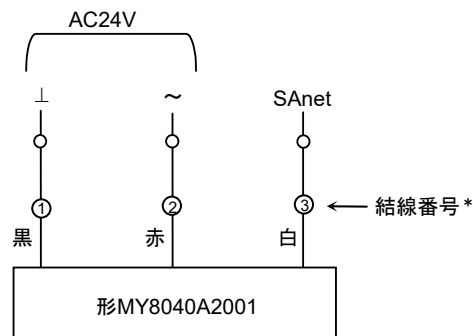 AC24V
⊥ ~ SAnet
① ② ③ 結線番号*
黒 赤 白
形MY8040A2001